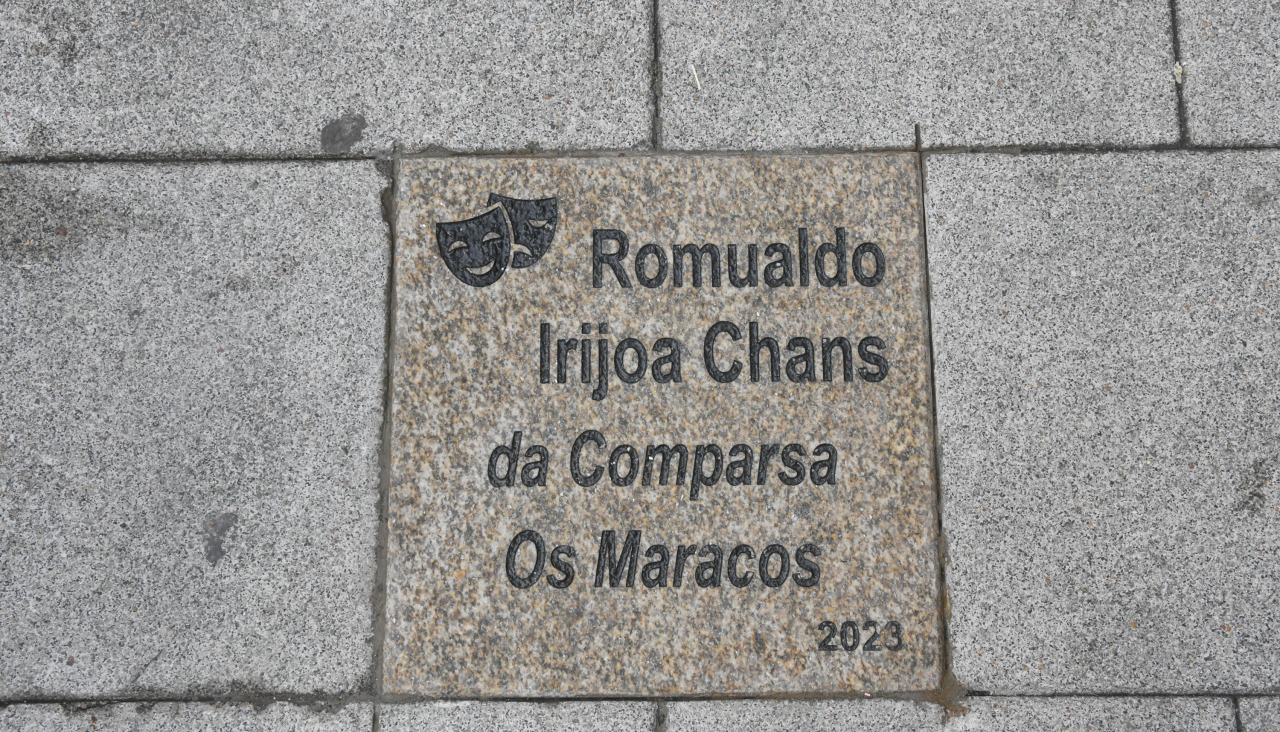 Romualdo
Irijoa Chans
da Comparsa
Os Maracos
2023